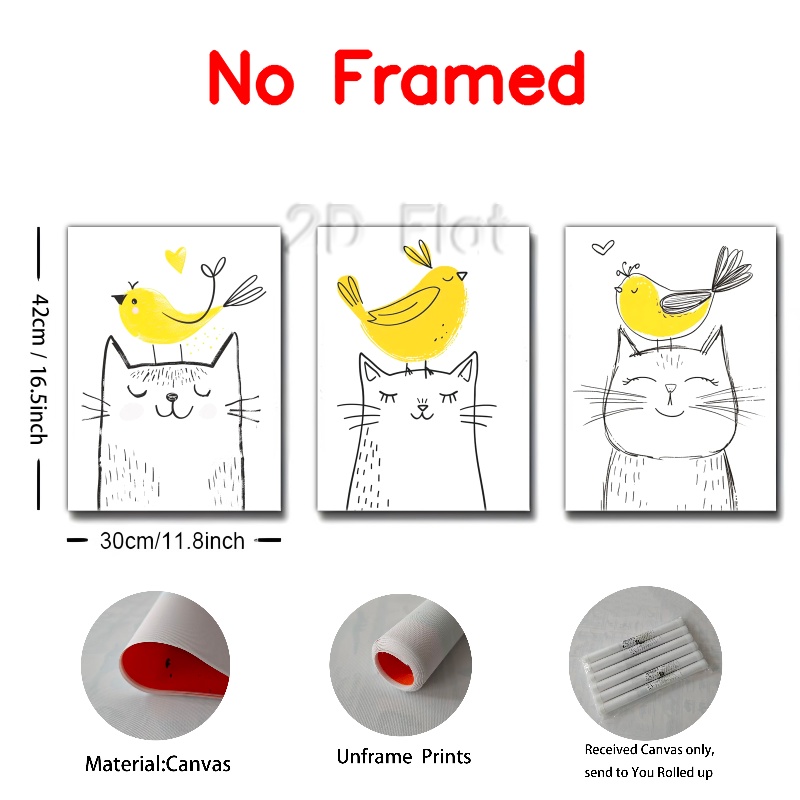 No Framed
2D Flat
42cm / 16.5inch
30cm/11.8inch
Material:Canvas
Unframe Prints
Received Canvas only,
send to You Rolled up